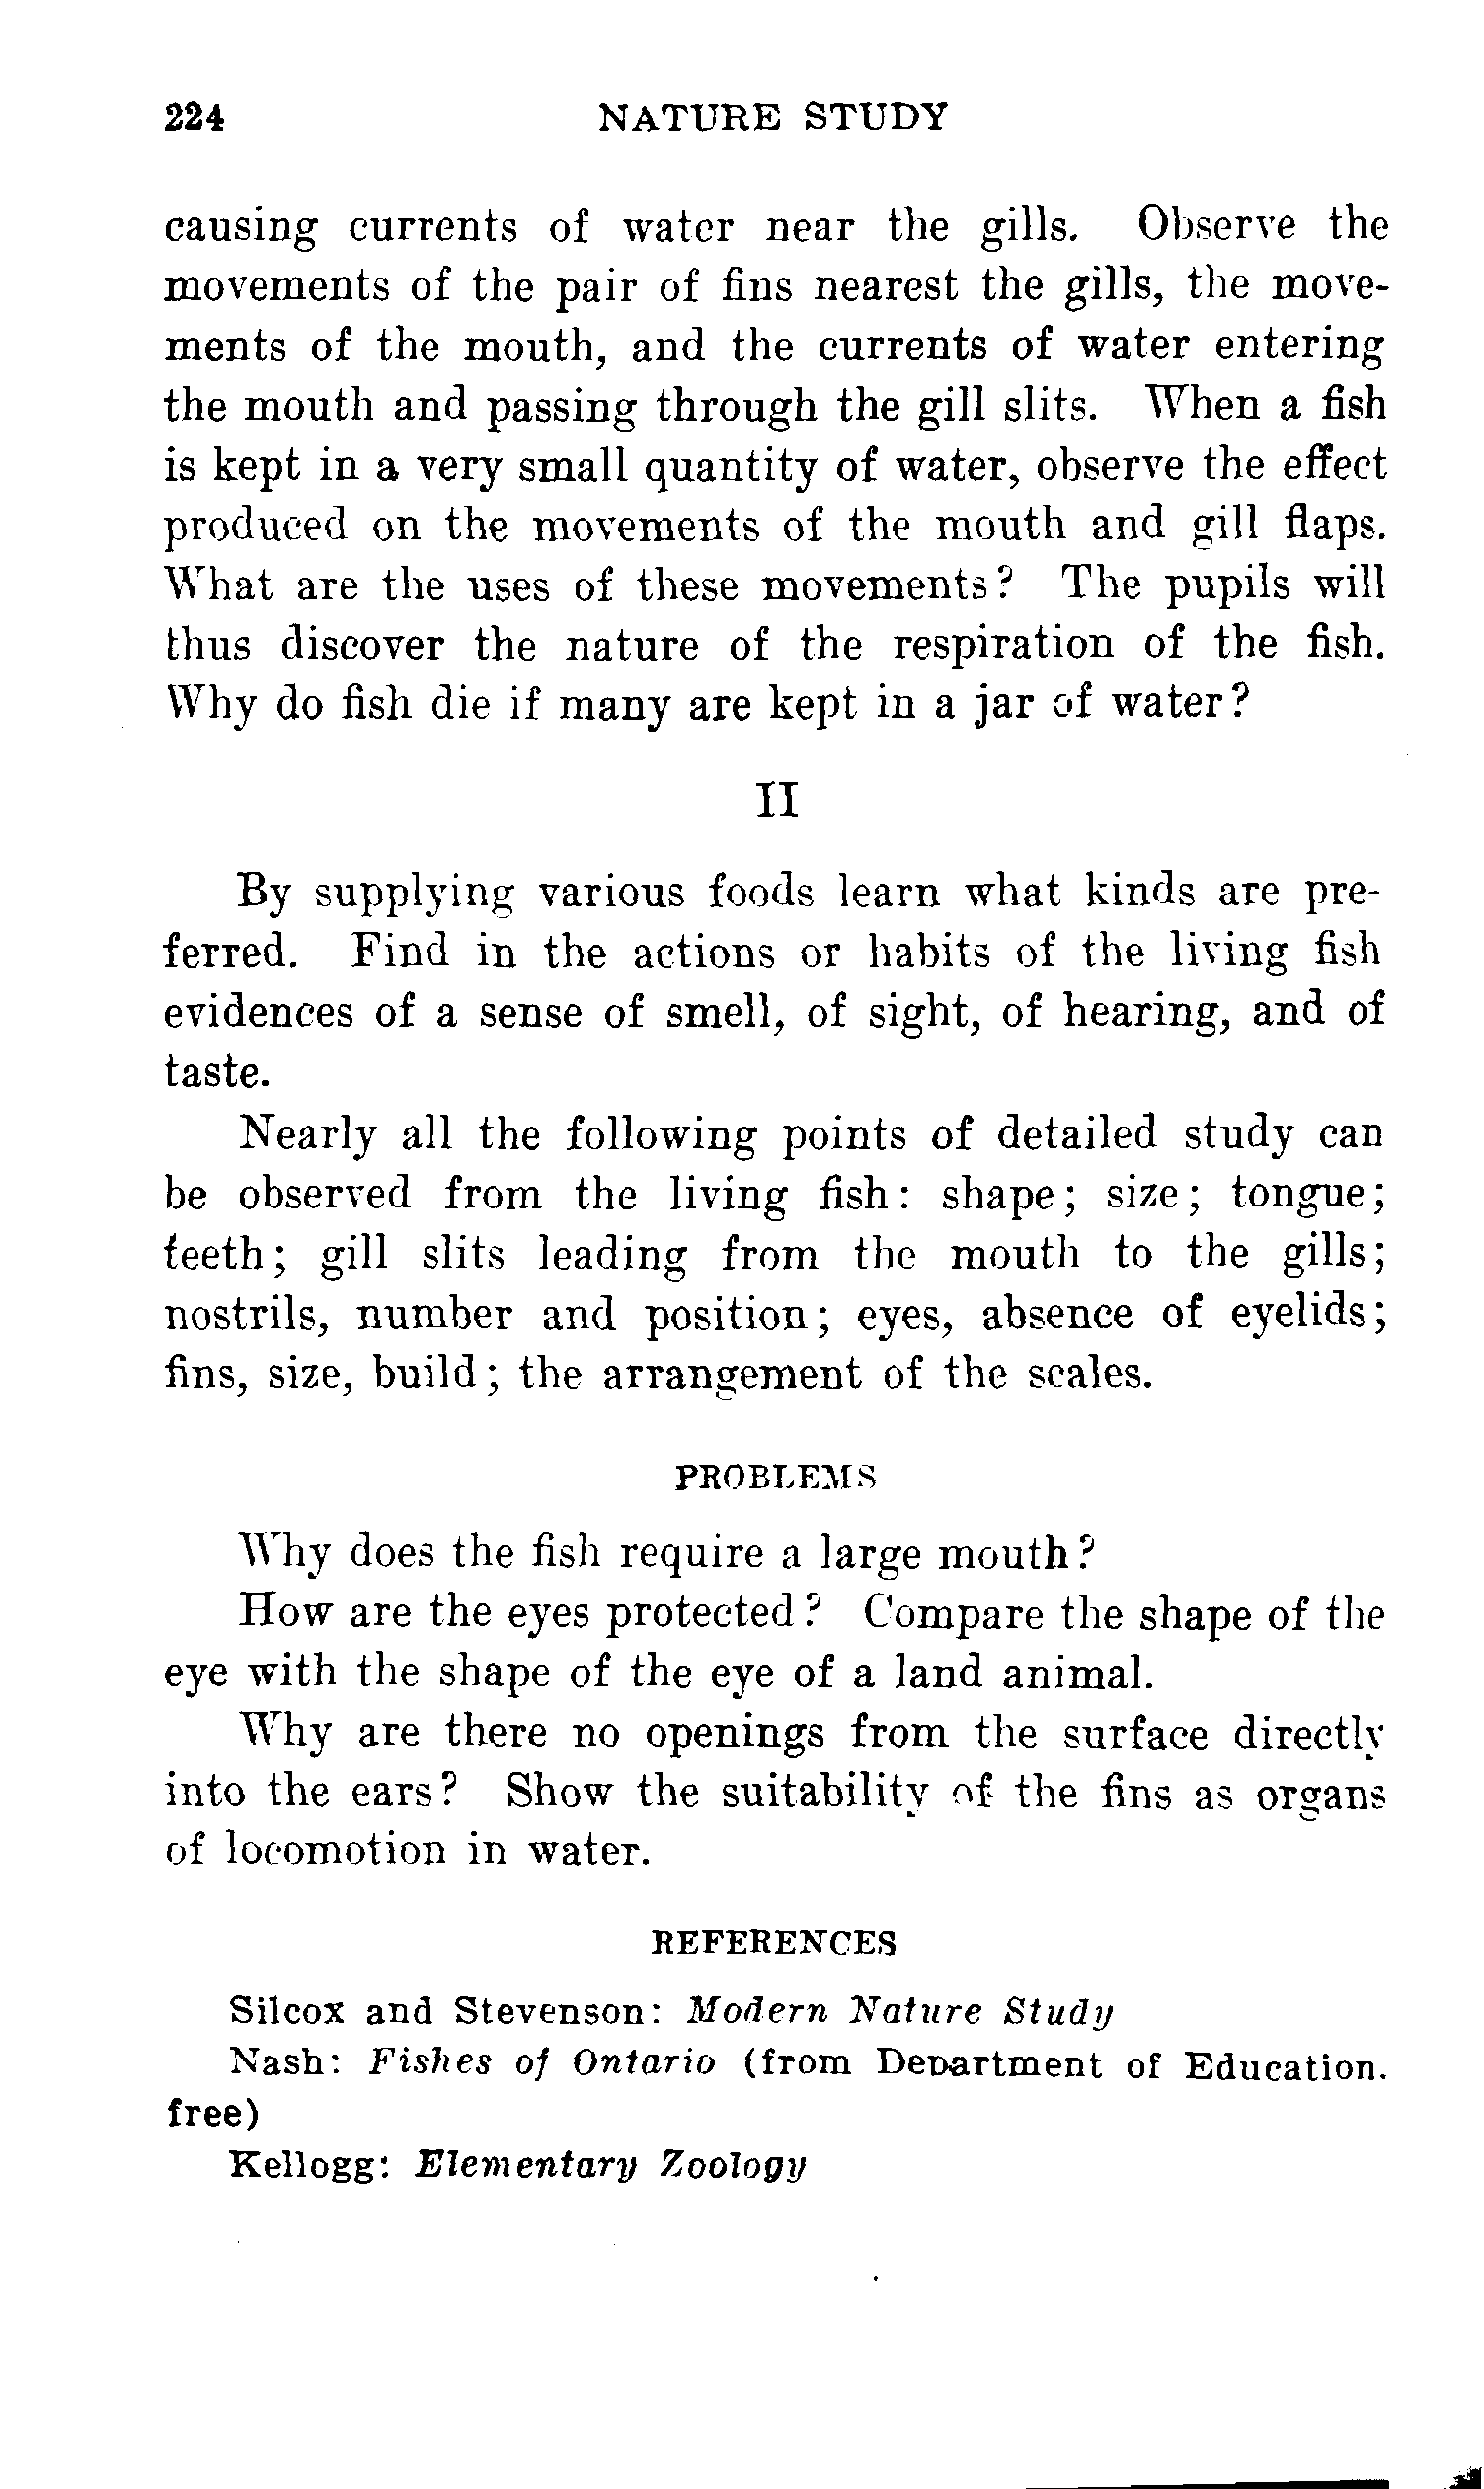 224 NATURE STUDY
causing currents of water near the gills. Observe the
movements of the pair of fins nearest the gills, the move-
ments of the mouth, and the currents of water entering
the mouth and passing through the gill slits. When a fish
is kept in a very small quantity of water, observe the effect
produced on the movements of the mouth and gill flaps.
What are the uses of these movements? The pupils will
thus discover the nature of the respiration of the fish.
Why do fish die if many are kept in a jar of water?
II
By supplying various foods learn what kinds are pre-
ferred. Find in the actions or habits of the living fish
evidences of a sense of smell, of sight, of hearing, and of
taste.
Nearly all the following points of detailed study can
be observed from the living fish: shape; size; tongue;
teeth; gill slits leading from the mouth to the gills;
nostrils, number and position; eyes, absence of eyelids;
fins, size, build; the arrangement of the scales.
PROBLEMS
Why does the fish require a large mouth?
How are the eyes protected? Compare the shape of the
eye with the shape of the eye of a land animal.
Why are there no openings from the surface directly
into the ears? Show the suitability of the fins as organs
of locomotion in water.
REFERENCES
Silcox and Stevenson: Modern Nature Study
Nash: Fishes of Ontario (from Department of Education.
free)
Kellogg: Elementary Zoology